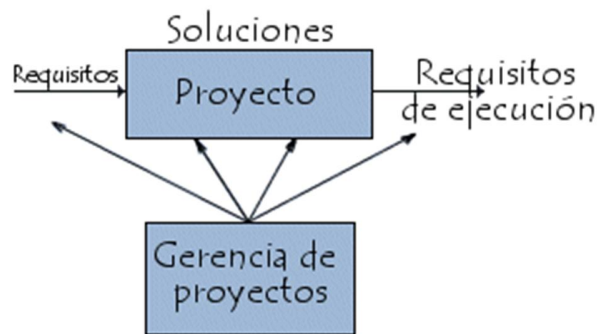 Soluciones
Requisitos
Proyecto
Requisitos
de ejecución
Gerencia de
proyectos